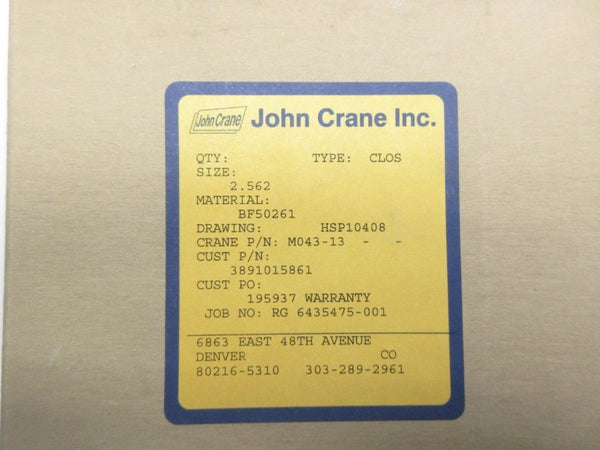 John Crane John Crane Inc.
QTY: TYPE: CLOS
SIZE:
2.562
MATERIAL:
BF50261
DRAWING: HSP10408
CRANE P/N: M043-13 - -
CUST P/N:
3891015861
CUST PO:
195937 WARRANTY
JOB NO: RG 6435475-001
6863 EAST 48TH AVENUE
DENVER CO
80216-5310 303-289-2961